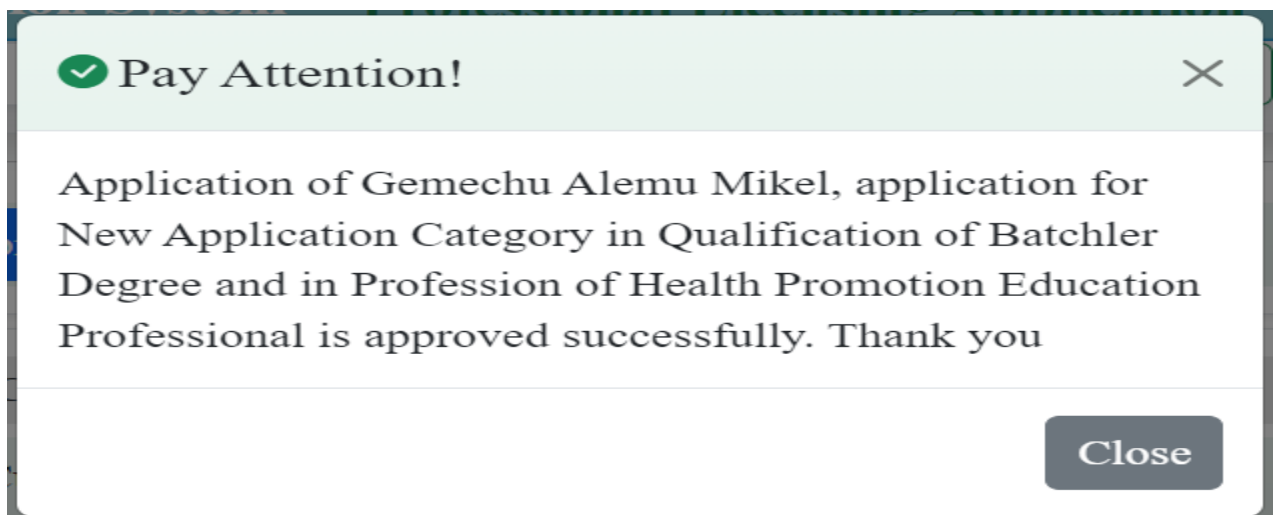 Pay Attention!
Application of Gemechu Alemu Mikel, application for
New Application Category in Qualification of Batchler
Degree and in Profession of Health Promotion Education
Professional is approved successfully. Thank you
Close